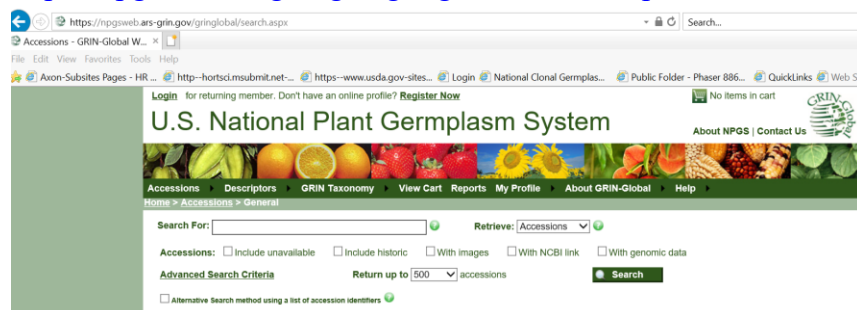 https://npgsweb.ars-grin.gov/gringlobal/search.aspx
Search...
Accessions - GRIN-Global W...
File Edit View Favorites Tools Help
Axon-Subsites Pages - HR ... http--hortsci.msubmit.net-... https--www.usda.gov-sites... Login National Clonal Germplas... Public Folder - Phaser 886... QuickLinks Web S
Login for returning member. Don't have an online profile? Register Now
No items in cart
GRIN-Global
U.S. National Plant Germplasm System
About NPGS | Contact Us
Accessions Descriptors GRIN Taxonomy View Cart Reports My Profile About GRIN-Global Help
Home > Accessions > General
Search For: Retrieve: Accessions
Accessions: Include unavailable Include historic With images With NCBI link With genomic data
Advanced Search Criteria Return up to 500 accessions Search
Alternative Search method using a list of accession identifiers